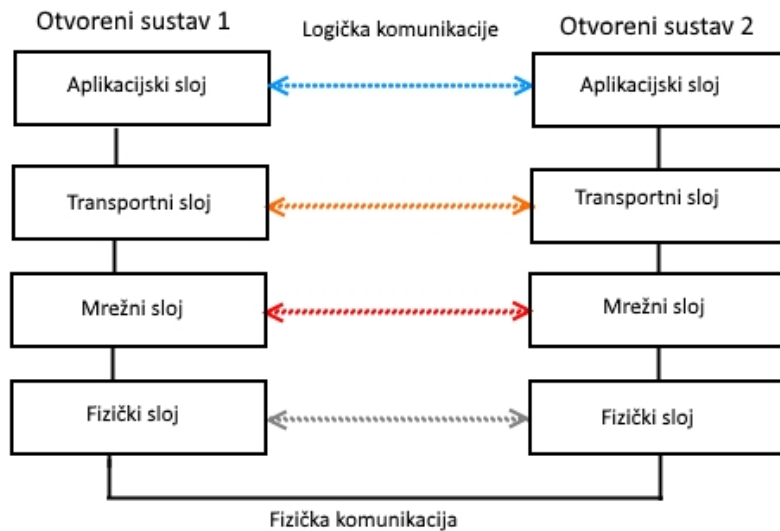 Otvoreni sustav 1
Logička komunikacije
Otvoreni sustav 2
Aplikacijski sloj
Aplikacijski sloj
Transportni sloj
Transportni sloj
Mrežni sloj
Mrežni sloj
Fizički sloj
Fizički sloj
Fizička komunikacija